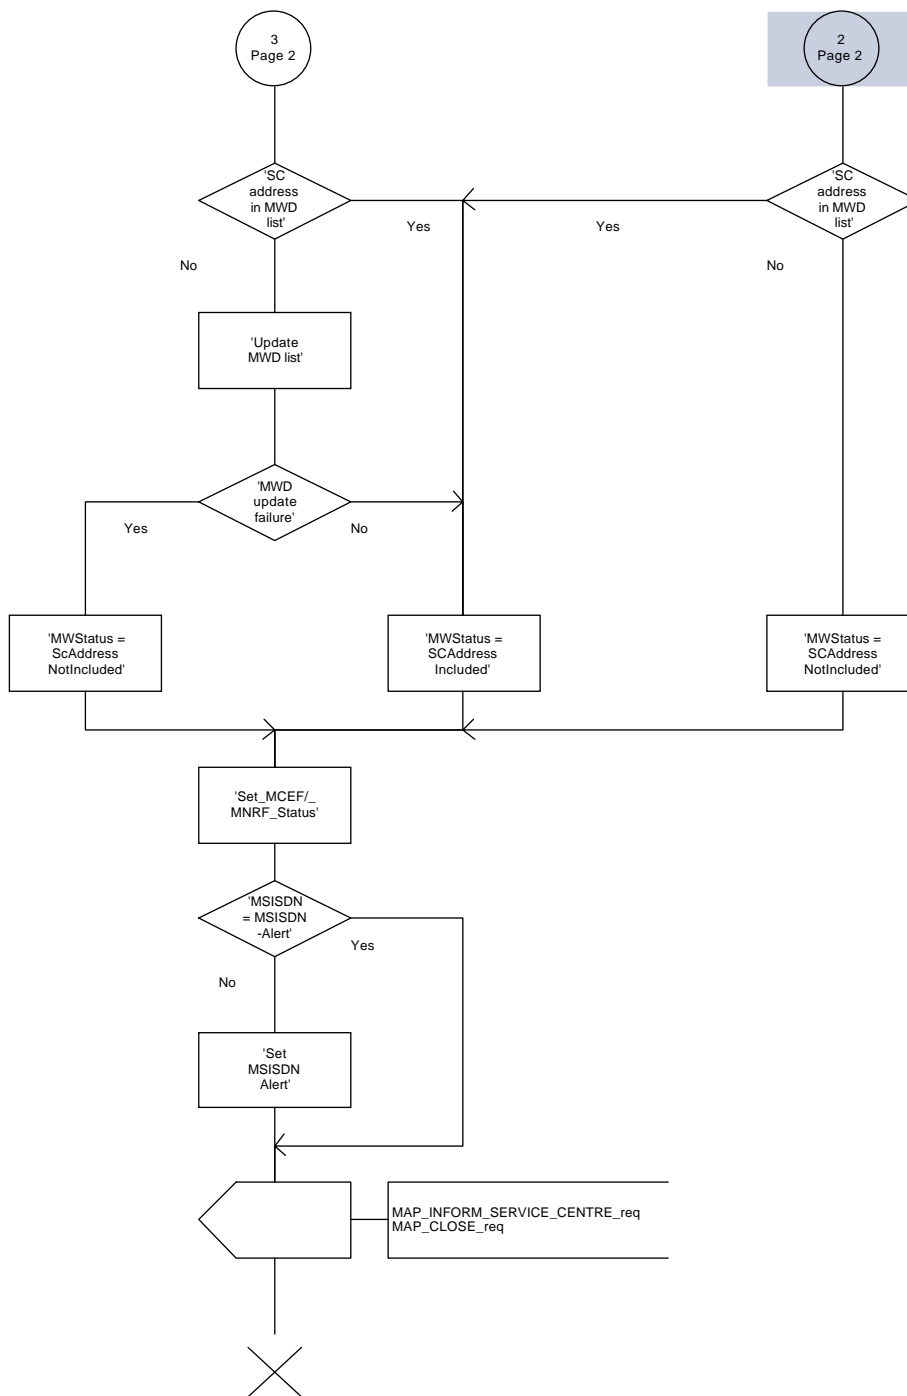 3
Page 2
2
Page 2
'SC
address
in MWD
list'
'SC
address
in MWD
list'
Yes
Yes
No
No
'Update
MWD list'
'MWD
update
failure'
Yes
No
'MWStatus =
ScAddress
NotIncluded'
'MWStatus =
SCAddress
Included'
'MWStatus =
SCAddress
NotIncluded'
'Set_MCEF/_
MNRF_Status'
'MSISDN
= MSISDN
-Alert'
Yes
No
'Set
MSISDN
Alert'
MAP_INFORM_SERVICE_CENTRE_req
MAP_CLOSE_req